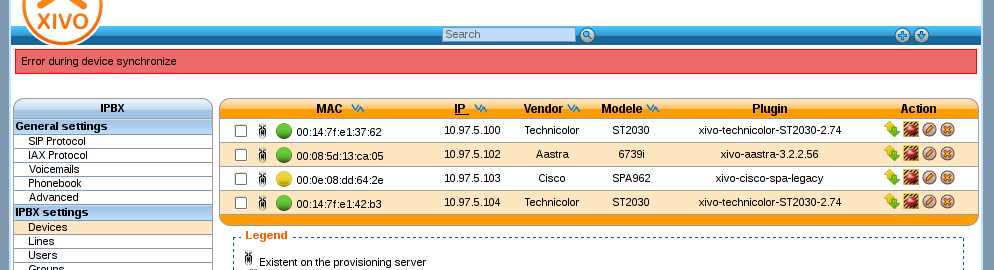 XIVO
Search
Error during device synchronize
IPBX
General settings
SIP Protocol
IAX Protocol
Voicemails
Phonebook
Advanced
IPBX settings
Devices
Lines
Users
Groups
MAC IP Vendor Modele Plugin Action
00:14:7f:e1:37:62 10.97.5.100 Technicolor ST2030 xivo-technicolor-ST2030-2.74
00:08:5d:13:ca:05 10.97.5.102 Aastra 6739i xivo-aastra-3.2.2.56
00:0e:08:dd:64:2e 10.97.5.103 Cisco SPA962 xivo-cisco-spa-legacy
00:14:7f:e1:42:b3 10.97.5.104 Technicolor ST2030 xivo-technicolor-ST2030-2.74
Legend
Existent on the provisioning server